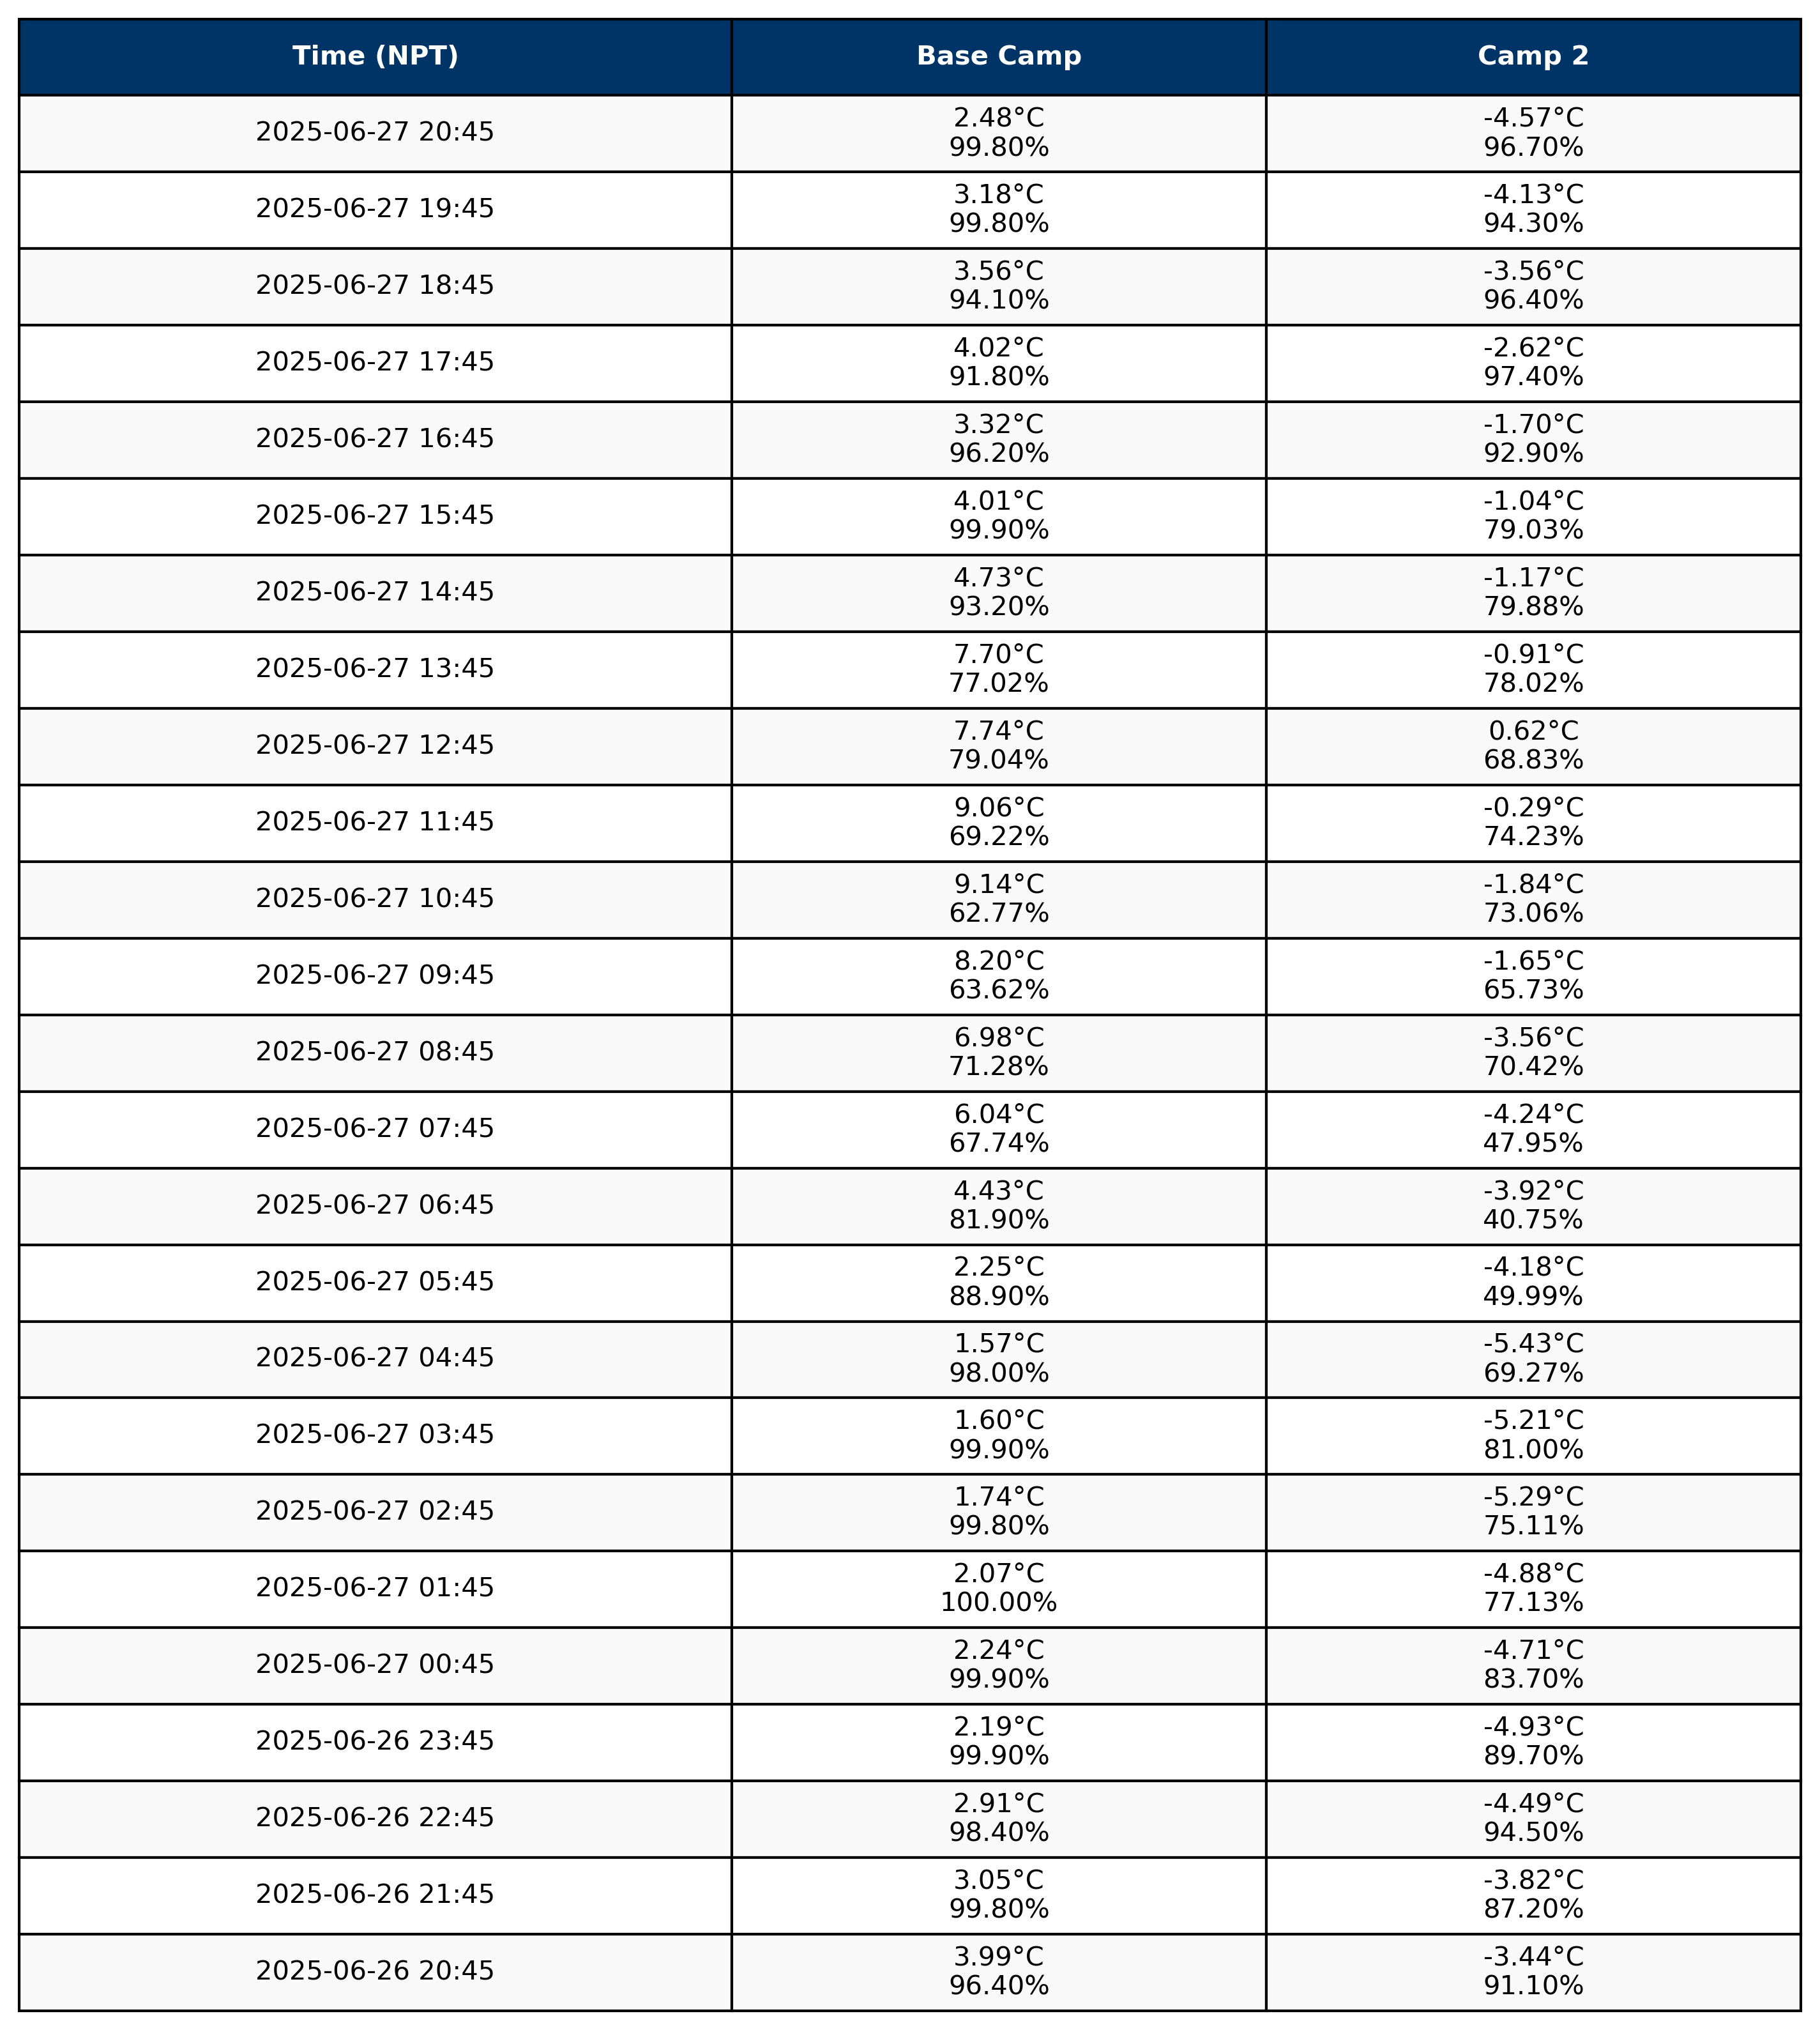 Time (NPT) Base Camp Camp 2
2.48°C -4.57°C
2025-06-27 20:45
99.80% 96.70%
3.18°C -4.13°C
2025-06-27 19:45
99.80% 94.30%
3.56°C -3.56°C
2025-06-27 18:45
94.10% 96.40%
4.02°C -2.62°C
2025-06-27 17:45
91.80% 97.40%
3.32°C -1.70°C
2025-06-27 16:45
96.20% 92.90%
4.01°C -1.04°C
2025-06-27 15:45
99.90% 79.03%
4.73°C -1.17°C
2025-06-27 14:45
93.20% 79.88%
7.70°C -0.91°C
2025-06-27 13:45
77.02% 78.02%
7.74°C 0.62°C
2025-06-27 12:45
79.04% 68.83%
9.06°C -0.29°C
2025-06-27 11:45
69.22% 74.23%
9.14°C -1.84°C
2025-06-27 10:45
62.77% 73.06%
8.20°C -1.65°C
2025-06-27 09:45
63.62% 65.73%
6.98°C -3.56°C
2025-06-27 08:45
71.28% 70.42%
6.04°C -4.24°C
2025-06-27 07:45
67.74% 47.95%
4.43°C -3.92°C
2025-06-27 06:45
81.90% 40.75%
2.25°C -4.18°C
2025-06-27 05:45
88.90% 49.99%
1.57°C -5.43°C
2025-06-27 04:45
98.00% 69.27%
1.60°C -5.21°C
2025-06-27 03:45
99.90% 81.00%
1.74°C -5.29°C
2025-06-27 02:45
99.80% 75.11%
2.07°C -4.88°C
2025-06-27 01:45
100.00% 77.13%
2.24°C -4.71°C
2025-06-27 00:45
99.90% 83.70%
2.19°C -4.93°C
2025-06-26 23:45
99.90% 89.70%
2.91°C -4.49°C
2025-06-26 22:45
98.40% 94.50%
3.05°C -3.82°C
2025-06-26 21:45
99.80% 87.20%
3.99°C -3.44°C
2025-06-26 20:45
96.40% 91.10%